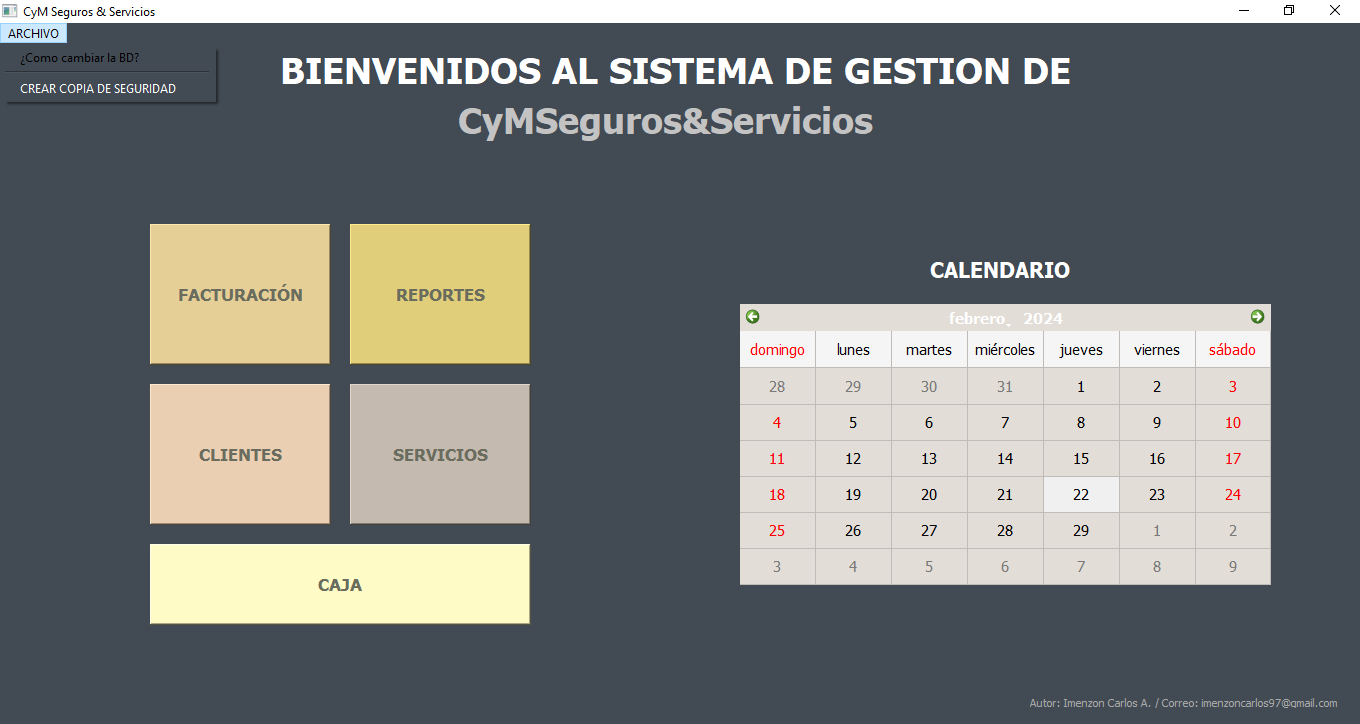 CyM Seguros & Servicios
ARCHIVO
¿Como cambiar la BD?
CREAR COPIA DE SEGURIDAD
BIENVENIDOS AL SISTEMA DE GESTION DE
CyMSeguros&Servicios
FACTURACIÓN
REPORTES
CLIENTES
SERVICIOS
CAJA
CALENDARIO
febrero, 2024
domingo lunes martes miércoles jueves viernes sábado
28 29 30 31 1 2 3
4 5 6 7 8 9 10
11 12 13 14 15 16 17
18 19 20 21 22 23 24
25 26 27 28 29 1 2
3 4 5 6 7 8 9
Autor: Imenzon Carlos A. / Correo: imenzoncarlos97@gmail.com